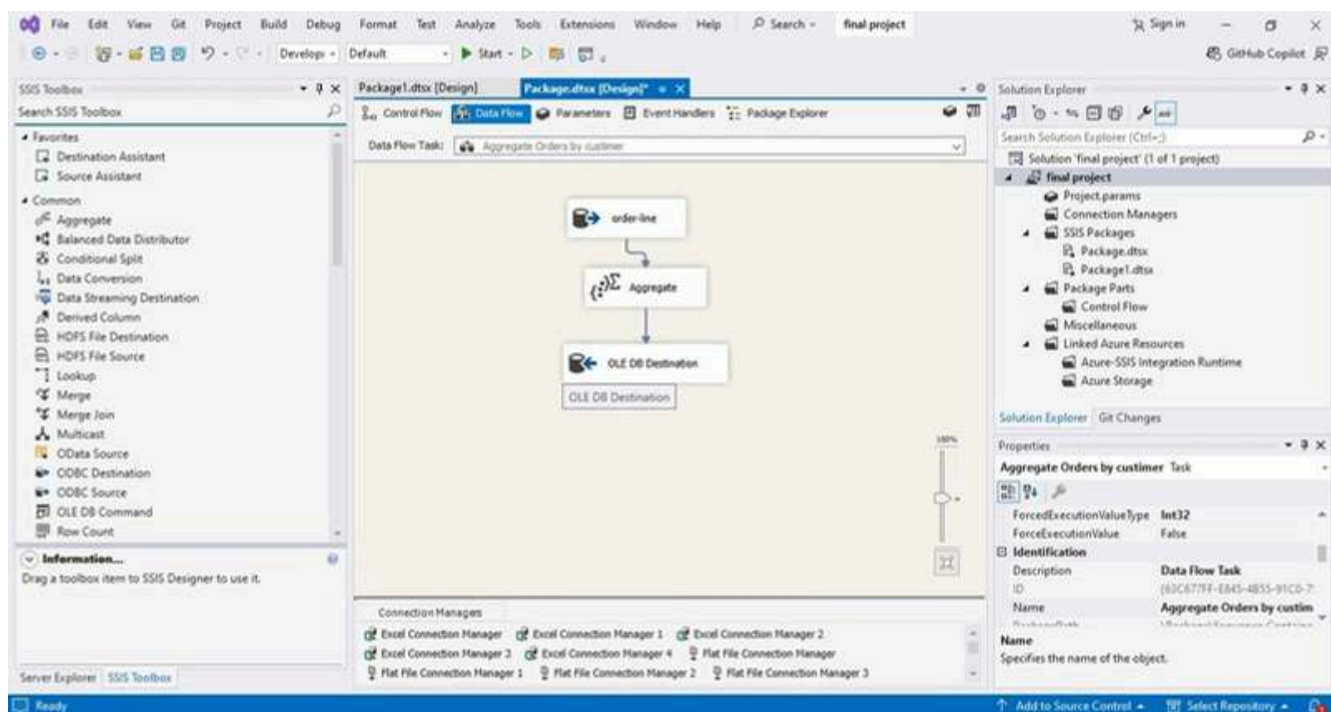 File Edit View Git Project Build Debug Format Test Analyze Tools Extensions Window Help Search final project Sign in
Default Start GitHub Copilot
SSIS Toolbox
Search SSIS Toolbox
Favorites
Destination Assistant
Source Assistant
Common
Aggregate
Balanced Data Distributor
Conditional Split
Data Conversion
Data Streaming Destination
Derived Column
HDFS File Destination
HDFS File Source
Lookup
Merge
Merge Join
Multicast
OData Source
ODBC Destination
ODBC Source
OLE DB Command
Row Count
Information...
Drag a toolbox item to SSIS Designer to use it.
Server Explorer SSIS Toolbox
Package1.dtsx [Design] Package.dtsx [Design]*
Control Flow Data Flow Parameters Event Handlers Package Explorer
Data Flow Task: Aggregate Orders by custimer
order-line
Aggregate
OLE DB Destination
OLE DB Destination
100%
Connection Managers
Excel Connection Manager Excel Connection Manager 1 Excel Connection Manager 2
Excel Connection Manager 3 Excel Connection Manager 4 Flat File Connection Manager
Flat File Connection Manager 1 Flat File Connection Manager 2 Flat File Connection Manager 3
Solution Explorer
Search Solution Explorer (Ctrl+;)
Solution 'final project' (1 of 1 project)
final project
Project.params
Connection Managers
SSIS Packages
Package.dtsx
Package1.dtsx
Package Parts
Control Flow
Miscellaneous
Linked Azure Resources
Azure-SSIS Integration Runtime
Azure Storage
Solution Explorer Git Changes
Properties
Aggregate Orders by custimer Task
ForcedExecutionValueType Int32
ForceExecutionValue False
Identification
Description Data Flow Task
ID
Name Aggregate Orders by custim
Name
Specifies the name of the object.
Ready Add to Source Control Select Repository